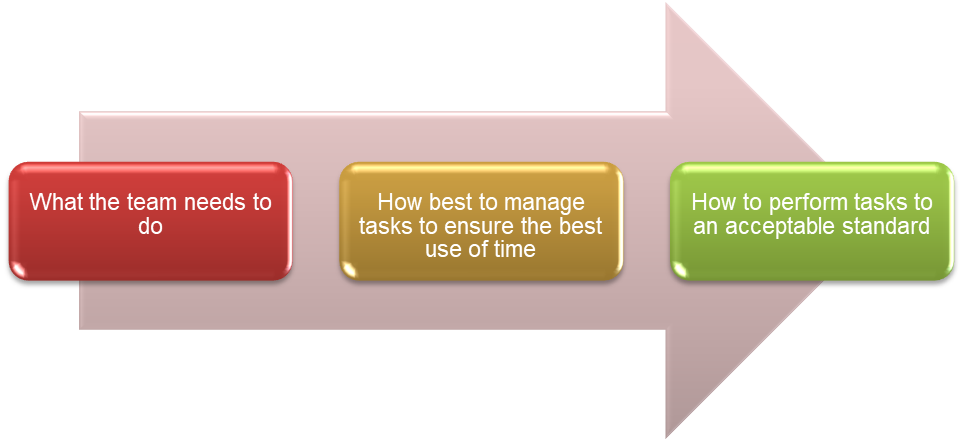 What the team needs to
do
How best to manage
tasks to ensure the best
use of time
How to perform tasks to
an acceptable standard